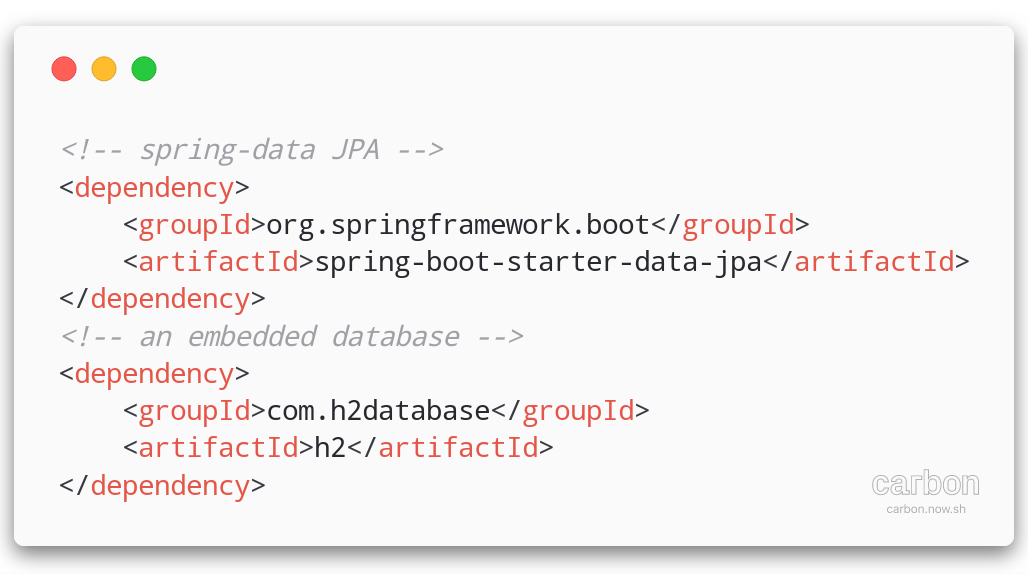 <!-- spring-data JPA -->
<dependency>
    <groupId>org.springframework.boot</groupId>
    <artifactId>spring-boot-starter-data-jpa</artifactId>
</dependency>
<!-- an embedded database -->
<dependency>
    <groupId>com.h2database</groupId>
    <artifactId>h2</artifactId>
</dependency>
carbon
carbon.now.sh